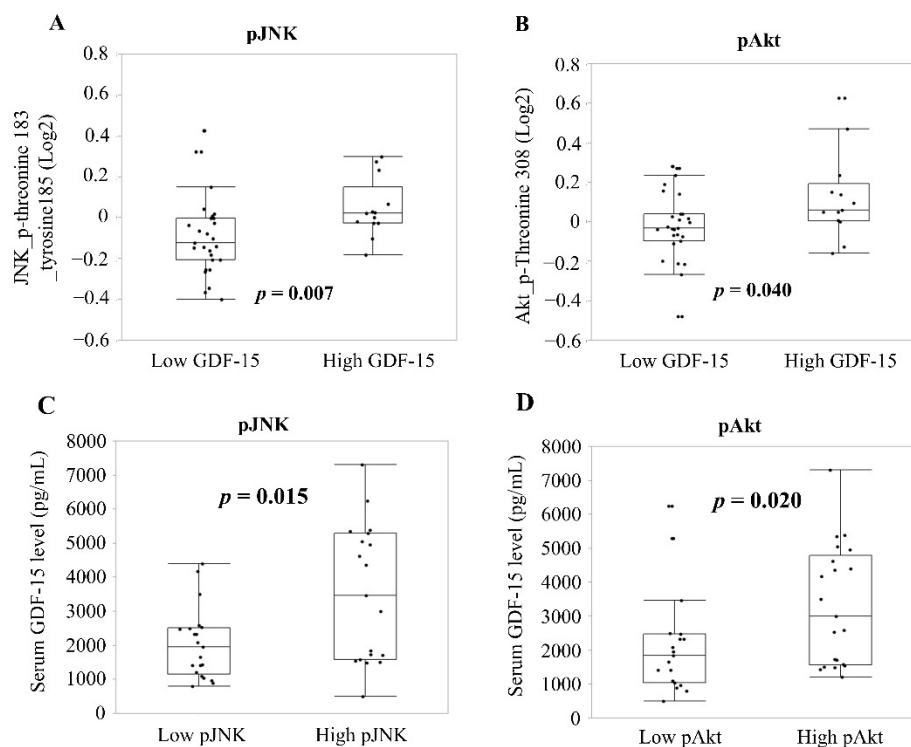 A
pJNK
0.8
0.6
0.4
0.2
0
−0.2
−0.4
−0.6
JNK_p-threonine 183
_tyrosine185 (Log2)
p = 0.007
Low GDF-15
High GDF-15
B
pAkt
0.8
0.6
0.4
0.2
0
−0.2
−0.4
−0.6
Akt_p-Threonine 308 (Log2)
p = 0.040
Low GDF-15
High GDF-15
C
pJNK
8000
7000
6000
5000
4000
3000
2000
1000
0
Serum GDF-15 level (pg/mL)
p = 0.015
Low pJNK
High pJNK
D
pAkt
8000
7000
6000
5000
4000
3000
2000
1000
0
Serum GDF-15 level (pg/mL)
p = 0.020
Low pAkt
High pAkt